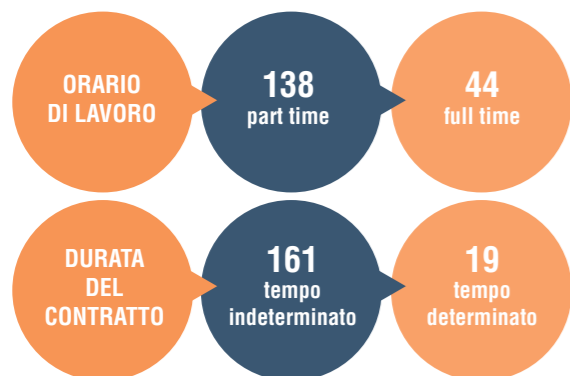 ORARIO
DI LAVORO
138
part time
44
full time
DURATA
DEL
CONTRATTO
161
tempo
indeterminato
19
tempo
determinato